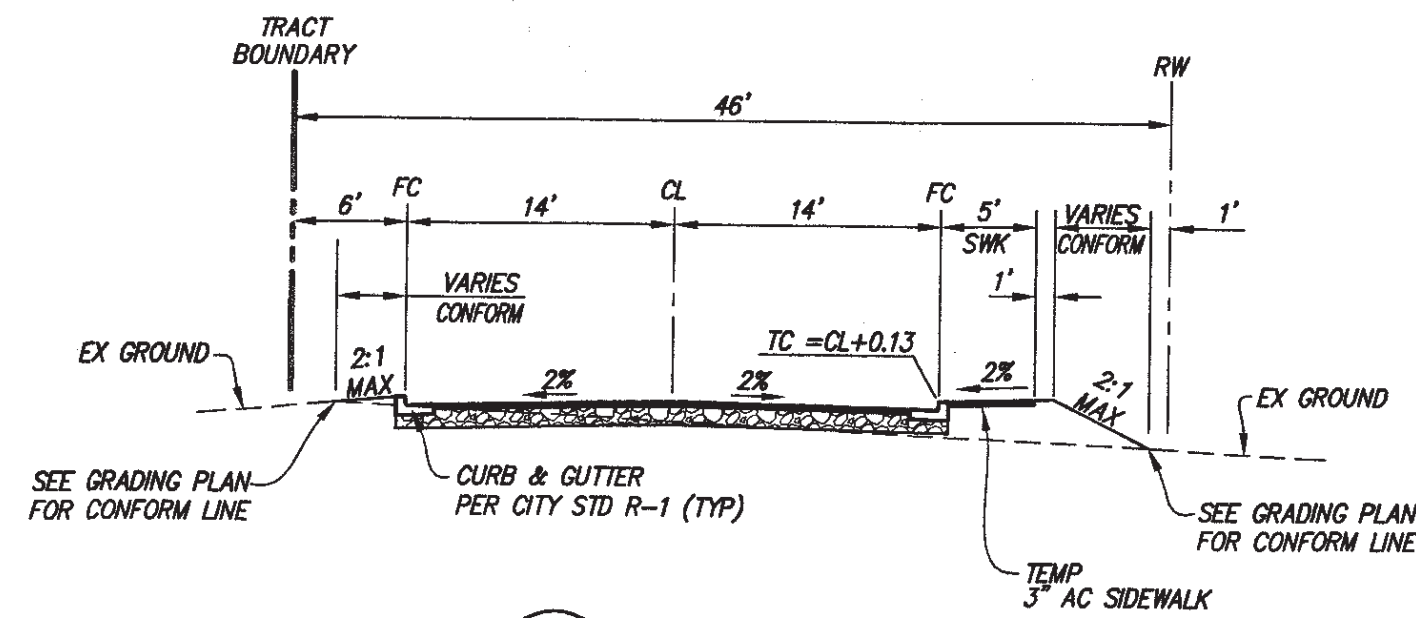 TRACT
BOUNDARY
RW
46'
6'
FC
14'
CL
14'
FC
5'
SWK
VARIES
CONFORM
1'
1'
VARIES
CONFORM
TC =CL+0.13
EX GROUND
2:1
MAX
2%
2%
2%
2:1
MAX
EX GROUND
SEE GRADING PLAN
FOR CONFORM LINE
CURB & GUTTER
PER CITY STD R-1 (TYP)
SEE GRADING PLAN
FOR CONFORM LINE
TEMP
3" AC SIDEWALK